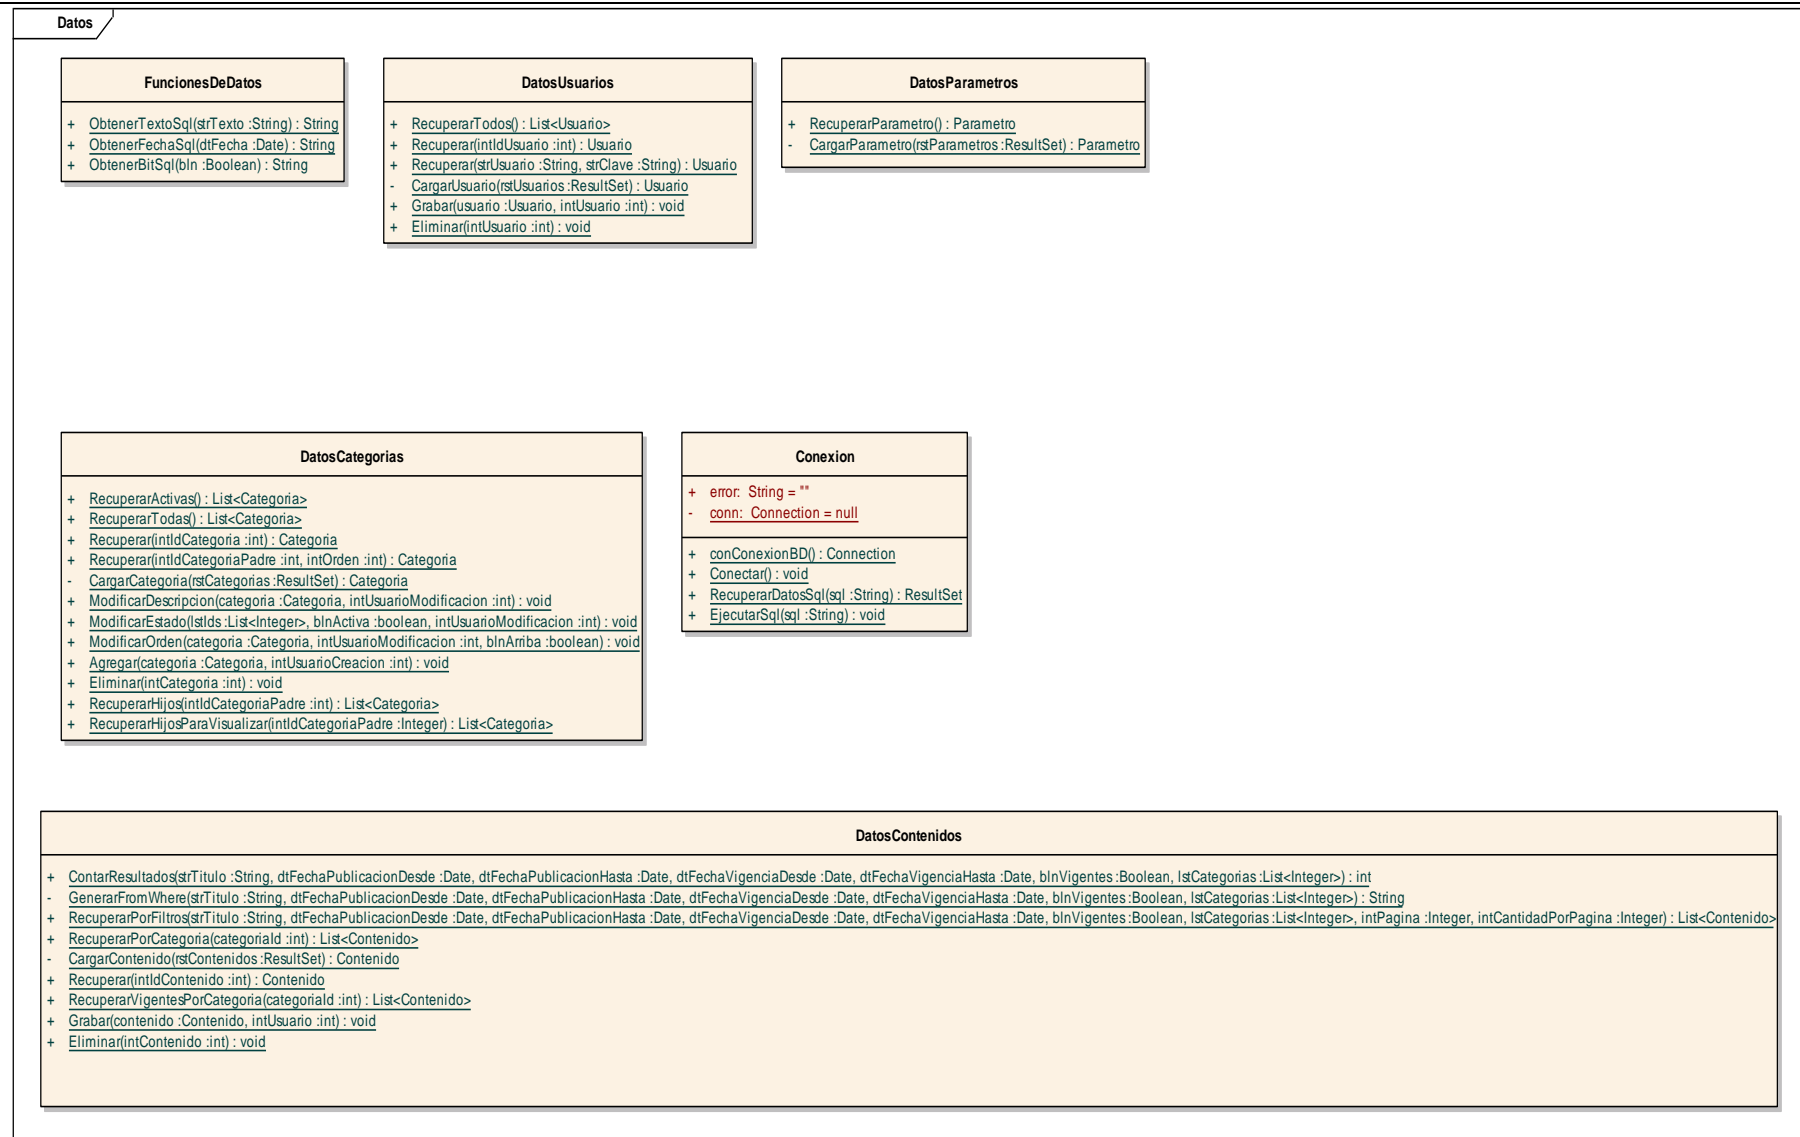 Datos
FuncionesDeDatos
+ ObtenerTextoSql(strTexto :String) : String
+ ObtenerFechaSql(dtFecha :Date) : String
+ ObtenerBitSql(bln :Boolean) : String
DatosUsuarios
+ RecuperarTodos() : List<Usuario>
+ Recuperar(intIdUsuario :int) : Usuario
+ Recuperar(strUsuario :String, strClave :String) : Usuario
- CargarUsuario(rstUsuarios :ResultSet) : Usuario
+ Grabar(usuario :Usuario, intUsuario :int) : void
+ Eliminar(intUsuario :int) : void
DatosParametros
+ RecuperarParametro() : Parametro
- CargarParametro(rstParametros :ResultSet) : Parametro
DatosCategorias
+ RecuperarActivas() : List<Categoria>
+ RecuperarTodas() : List<Categoria>
+ Recuperar(intIdCategoria :int) : Categoria
+ Recuperar(intIdCategoriaPadre :int, intOrden :int) : Categoria
- CargarCategoria(rstCategorias :ResultSet) : Categoria
+ ModificarDescripcion(categoria :Categoria, intUsuarioModificacion :int) : void
+ ModificarEstado(lstIds :List<Integer>, blnActiva :boolean, intUsuarioModificacion :int) : void
+ ModificarOrden(categoria :Categoria, intUsuarioModificacion :int, blnArriba :boolean) : void
+ Agregar(categoria :Categoria, intUsuarioCreacion :int) : void
+ Eliminar(intCategoria :int) : void
+ RecuperarHijos(intIdCategoriaPadre :int) : List<Categoria>
+ RecuperarHijosParaVisualizar(intIdCategoriaPadre :Integer) : List<Categoria>
Conexion
+ error: String = ""
- conn: Connection = null
+ conConexionBD() : Connection
+ Conectar() : void
+ RecuperarDatosSql(sql :String) : ResultSet
+ EjecutarSql(sql :String) : void
DatosContenidos
+ ContarResultados(strTitulo :String, dtFechaPublicacionDesde :Date, dtFechaPublicacionHasta :Date, dtFechaVigenciaDesde :Date, dtFechaVigenciaHasta :Date, blnVigentes :Boolean, lstCategorias :List<Integer>) : int
- GenerarFromWhere(strTitulo :String, dtFechaPublicacionDesde :Date, dtFechaPublicacionHasta :Date, dtFechaVigenciaDesde :Date, dtFechaVigenciaHasta :Date, blnVigentes :Boolean, lstCategorias :List<Integer>) : String
+ RecuperarPorFiltros(strTitulo :String, dtFechaPublicacionDesde :Date, dtFechaPublicacionHasta :Date, dtFechaVigenciaDesde :Date, dtFechaVigenciaHasta :Date, blnVigentes :Boolean, lstCategorias :List<Integer>, intPagina :Integer, intCantidadPorPagina :Integer) : List<Contenido>
+ RecuperarPorCategoria(categoriaId :int) : List<Contenido>
- CargarContenido(rstContenidos :ResultSet) : Contenido
+ Recuperar(intIdContenido :int) : Contenido
+ RecuperarVigentesPorCategoria(categoriaId :int) : List<Contenido>
+ Grabar(contenido :Contenido, intUsuario :int) : void
+ Eliminar(intContenido :int) : void